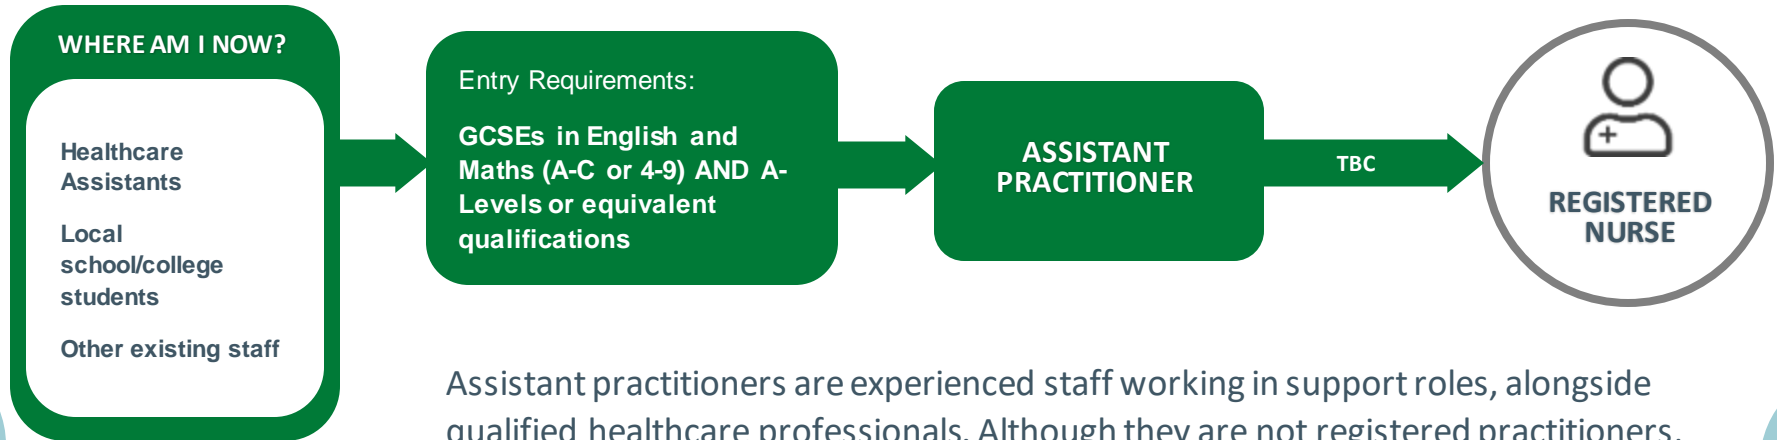 WHERE AM I NOW?
Healthcare
Assistants
Local
school/college
students
Other existing staff
Entry Requirements:
GCSEs in English and
Maths (A-C or 4-9) AND A-
Levels or equivalent
qualifications
ASSISTANT
PRACTITIONER
TBC
REGISTERED
NURSE
Assistant practitioners are experienced staff working in support roles, alongside
qualified healthcare professionals. Although they are not registered practitioners,